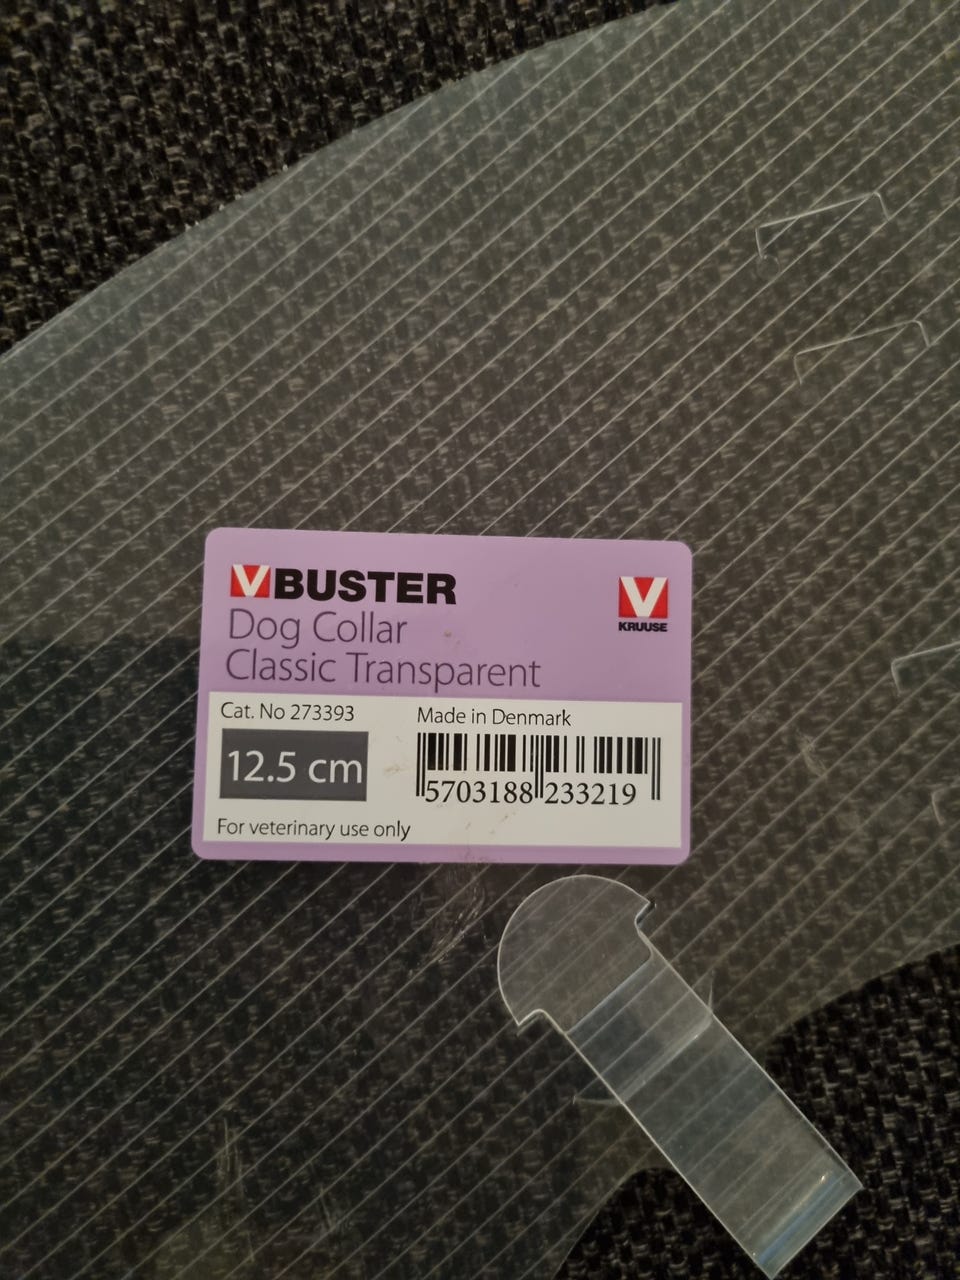 V BUSTER
Dog Collar
Classic Transparent
V
KRUUSE
Cat. No 273393
12.5 cm
For veterinary use only
Made in Denmark
5703188 233219